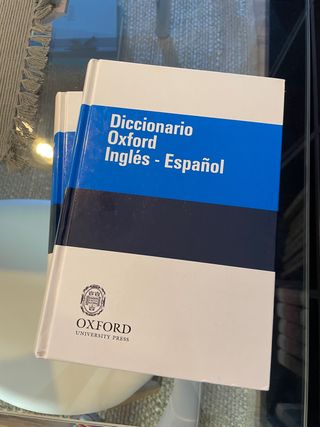 Diccionario
Oxford
Inglés - Español
OXFORD
UNIVERSITY PRESS